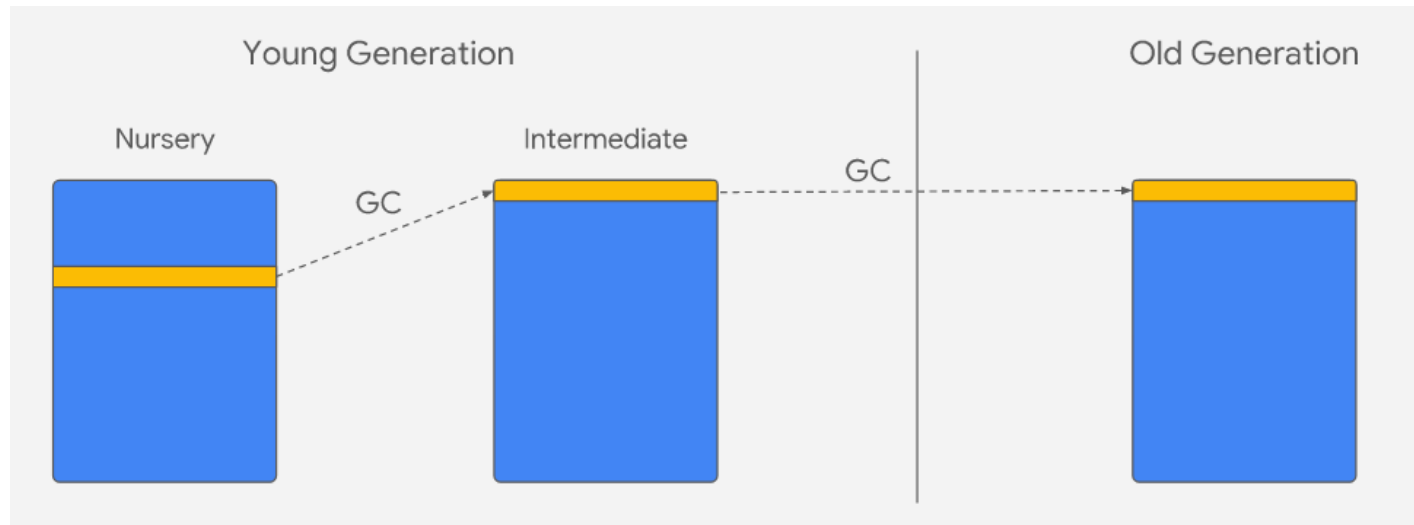 Young Generation
Old Generation
Nursery
Intermediate
GC
GC